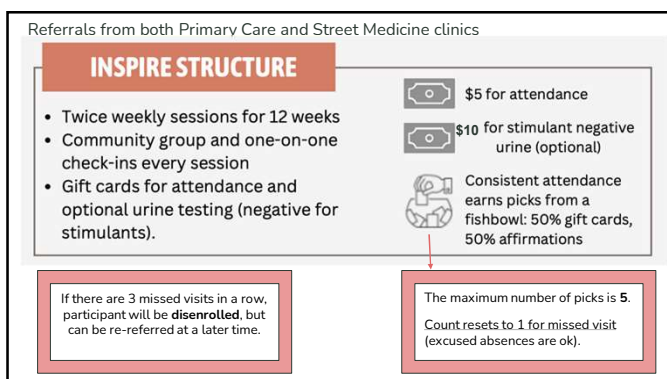 Referrals from both Primary Care and Street Medicine clinics
INSPIRE STRUCTURE
• Twice weekly sessions for 12 weeks
• Community group and one-on-one
check-ins every session
• Gift cards for attendance and
optional urine testing (negative for
stimulants).
$5 for attendance
$10 for stimulant negative
urine (optional)
Consistent attendance
earns picks from a
fishbowl: 50% gift cards,
50% affirmations
If there are 3 missed visits in a row,
participant will be disenrolled, but
can be re-referred at a later time.
The maximum number of picks is 5.
Count resets to 1 for missed visit
(excused absences are ok).